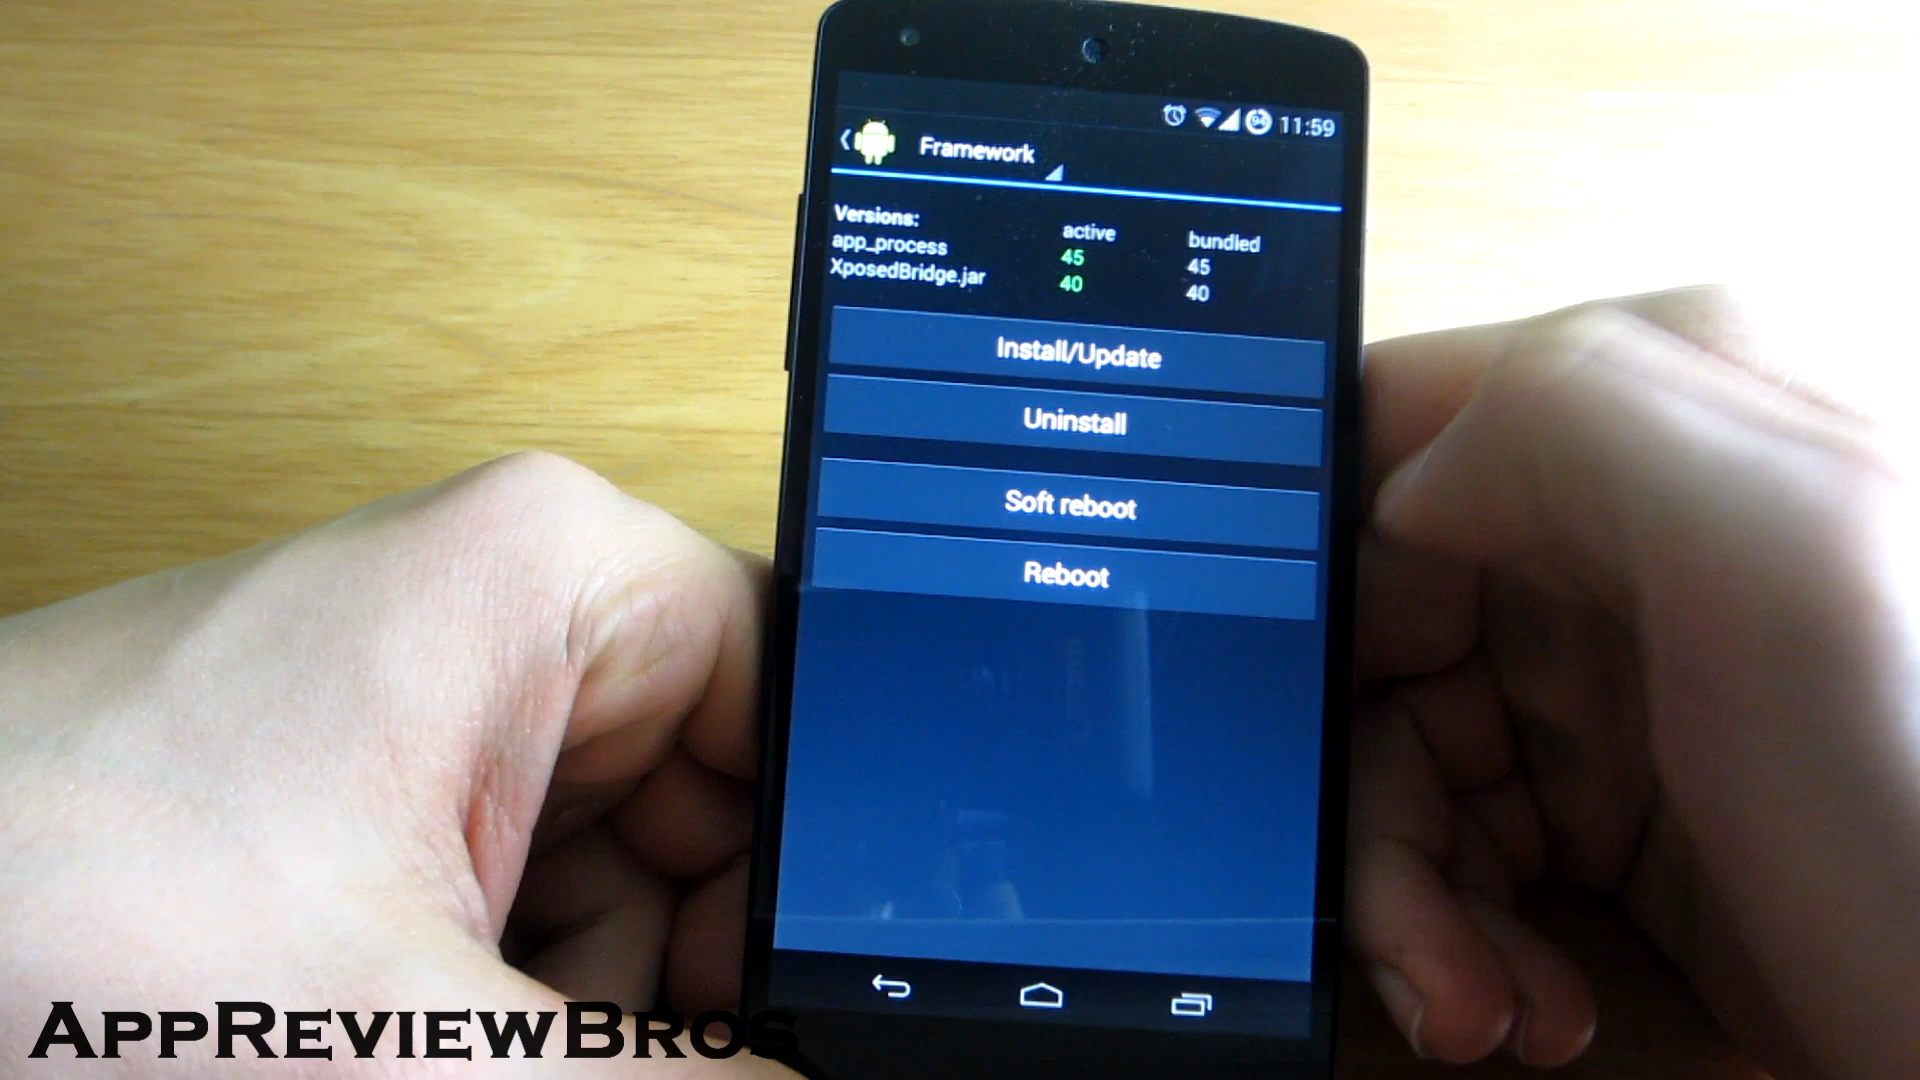 94 11:59
Framework
Versions: active bundled
app_process 45 45
XposedBridge.jar 40 40
Install/Update
Uninstall
Soft reboot
Reboot
AppReviewBros